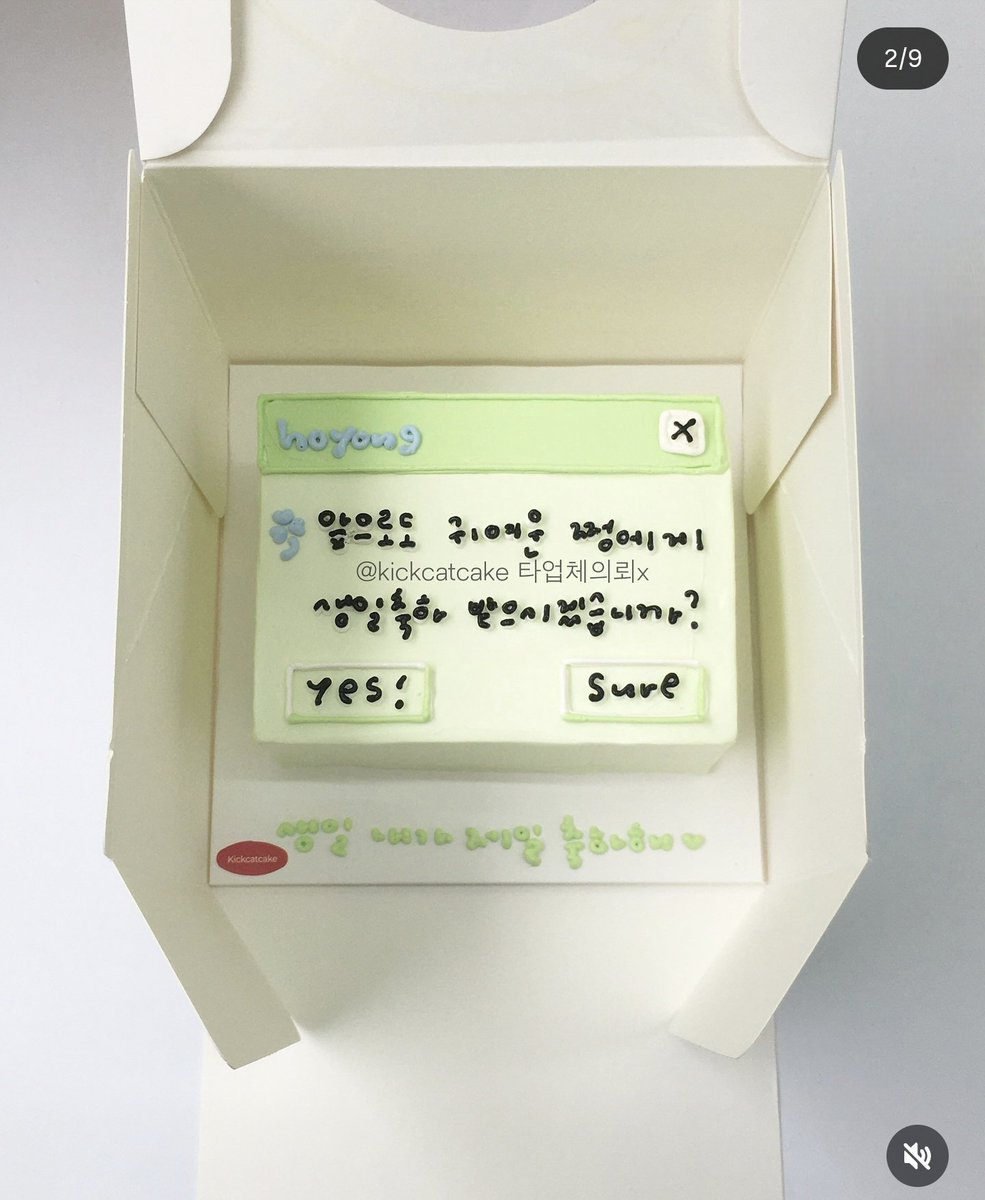 2/9
hoyong
X
앞으로도 귀여운 쩡에게
@kickcatcake 타업체의뢰x
생일축하 받으시겠습니까?
yes!
sure
생일 내가 제일 축하해 ♡
Kickcatcake